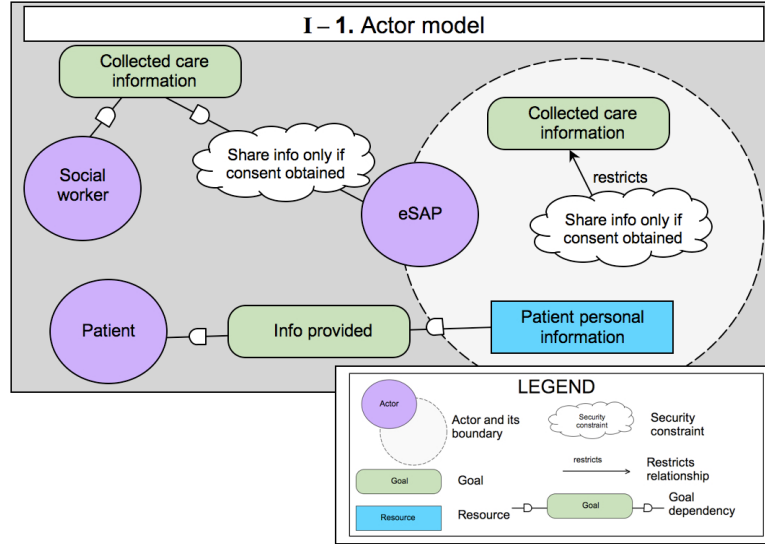 I – 1. Actor model
Collected care
information
Collected care
information
Share info only if
consent obtained
Social
worker
restricts
eSAP
Share info only if
consent obtained
Patient
Info provided
Patient personal
information
LEGEND
Actor
Actor and its
boundary
Security
constraint
Security
constraint
restricts
Restricts
relationship
Goal
Goal
Goal
Goal
dependency
Resource
Resource